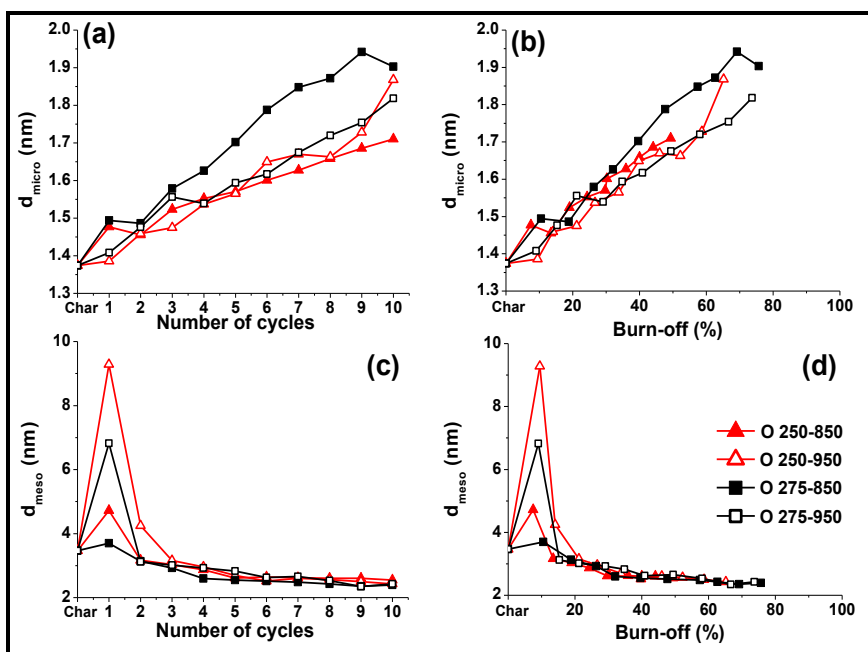 (a)
2.0
1.9
1.8
1.7
1.6
1.5
1.4
1.3
d micro (nm)
Char 1 2 3 4 5 6 7 8 9 10
Number of cycles
(b)
2.0
1.9
1.8
1.7
1.6
1.5
1.4
1.3
d micro (nm)
Char 20 40 60 80 100
Burn-off (%)
(c)
10
8
6
4
2
d meso (nm)
Char 1 2 3 4 5 6 7 8 9 10
Number of cycles
(d)
10
8
6
4
2
d meso (nm)
O 250-850
O 250-950
O 275-850
O 275-950
Char 20 40 60 80 100
Burn-off (%)